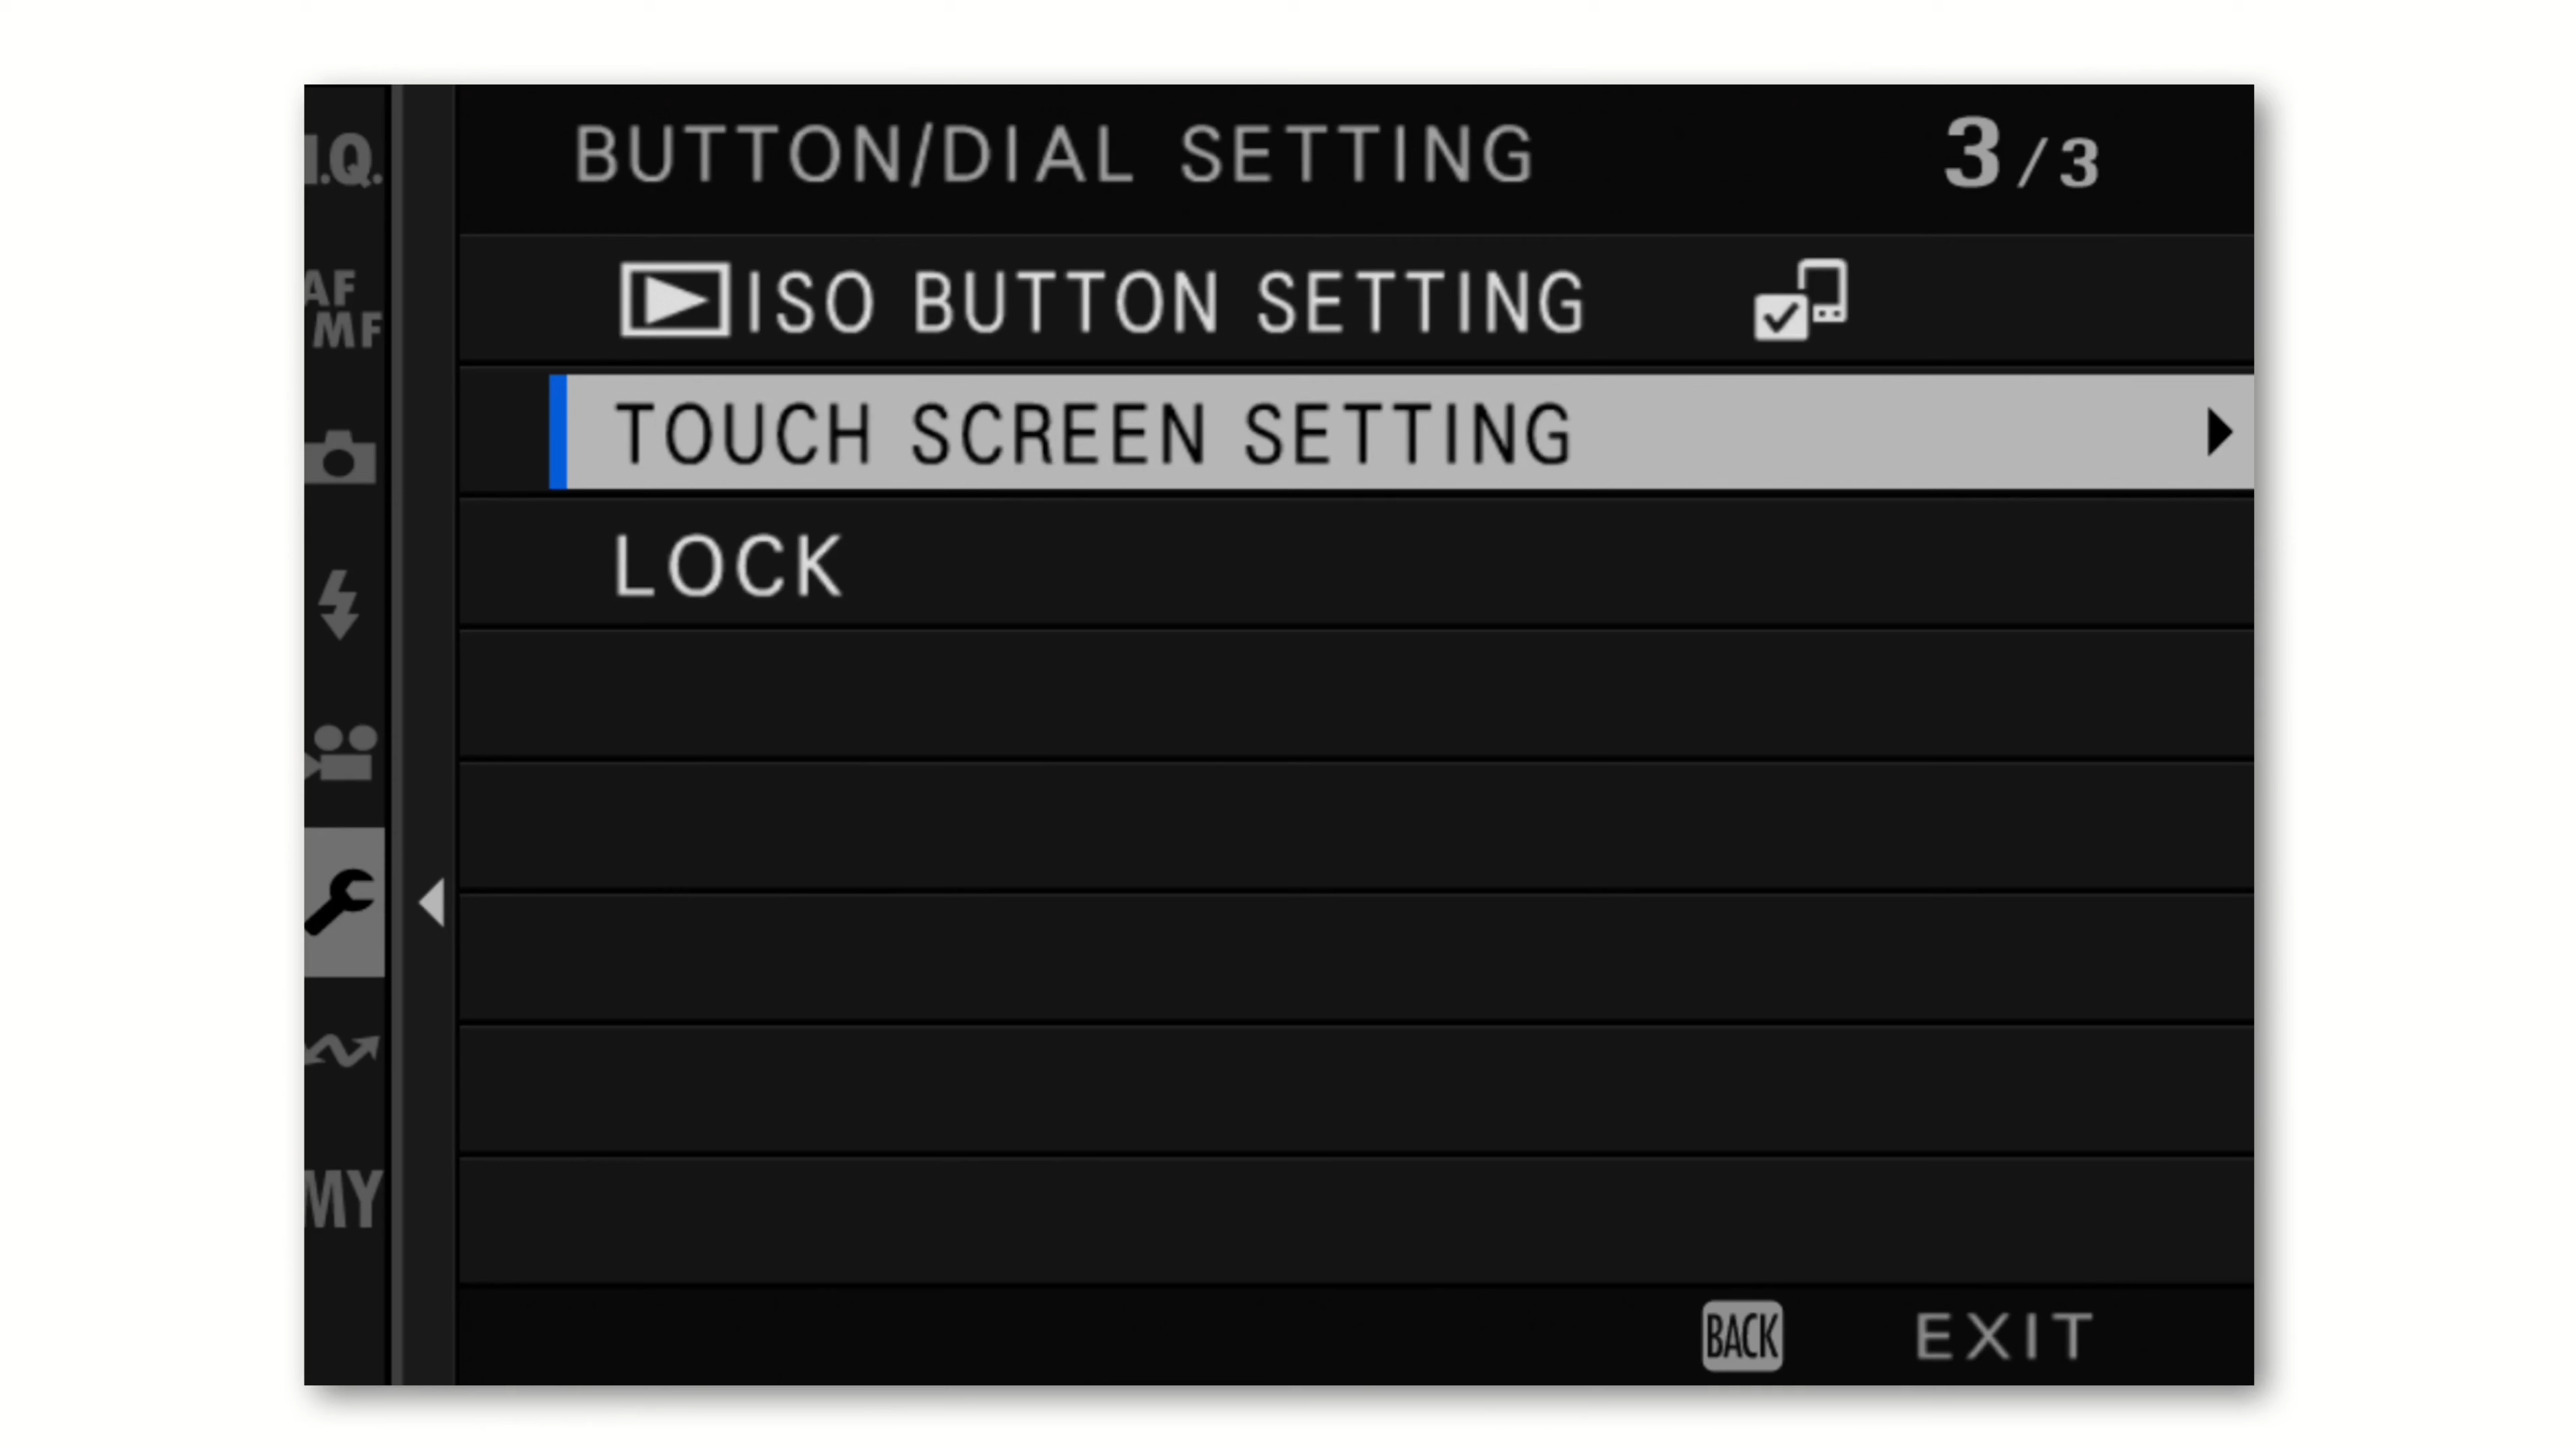 BUTTON/DIAL SETTING 3/3
I.Q.
ISO BUTTON SETTING
AF
MF
TOUCH SCREEN SETTING
LOCK
MY
BACK EXIT